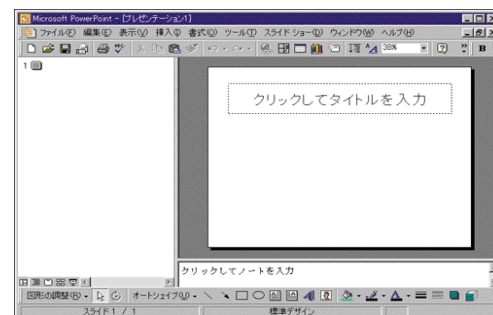 Microsoft PowerPoint - [プレゼンテーション1]
ファイル(F) 編集(E) 表示(V) 挿入(I) 書式(O) ツール(T) スライド ショー(D) ウィンドウ(W) ヘルプ(H)
38%
B
1
クリックしてタイトルを入力
クリックしてノートを入力
図形の調整(R) オートシェイプ(U)
スライド 1 / 1 標準デザイン